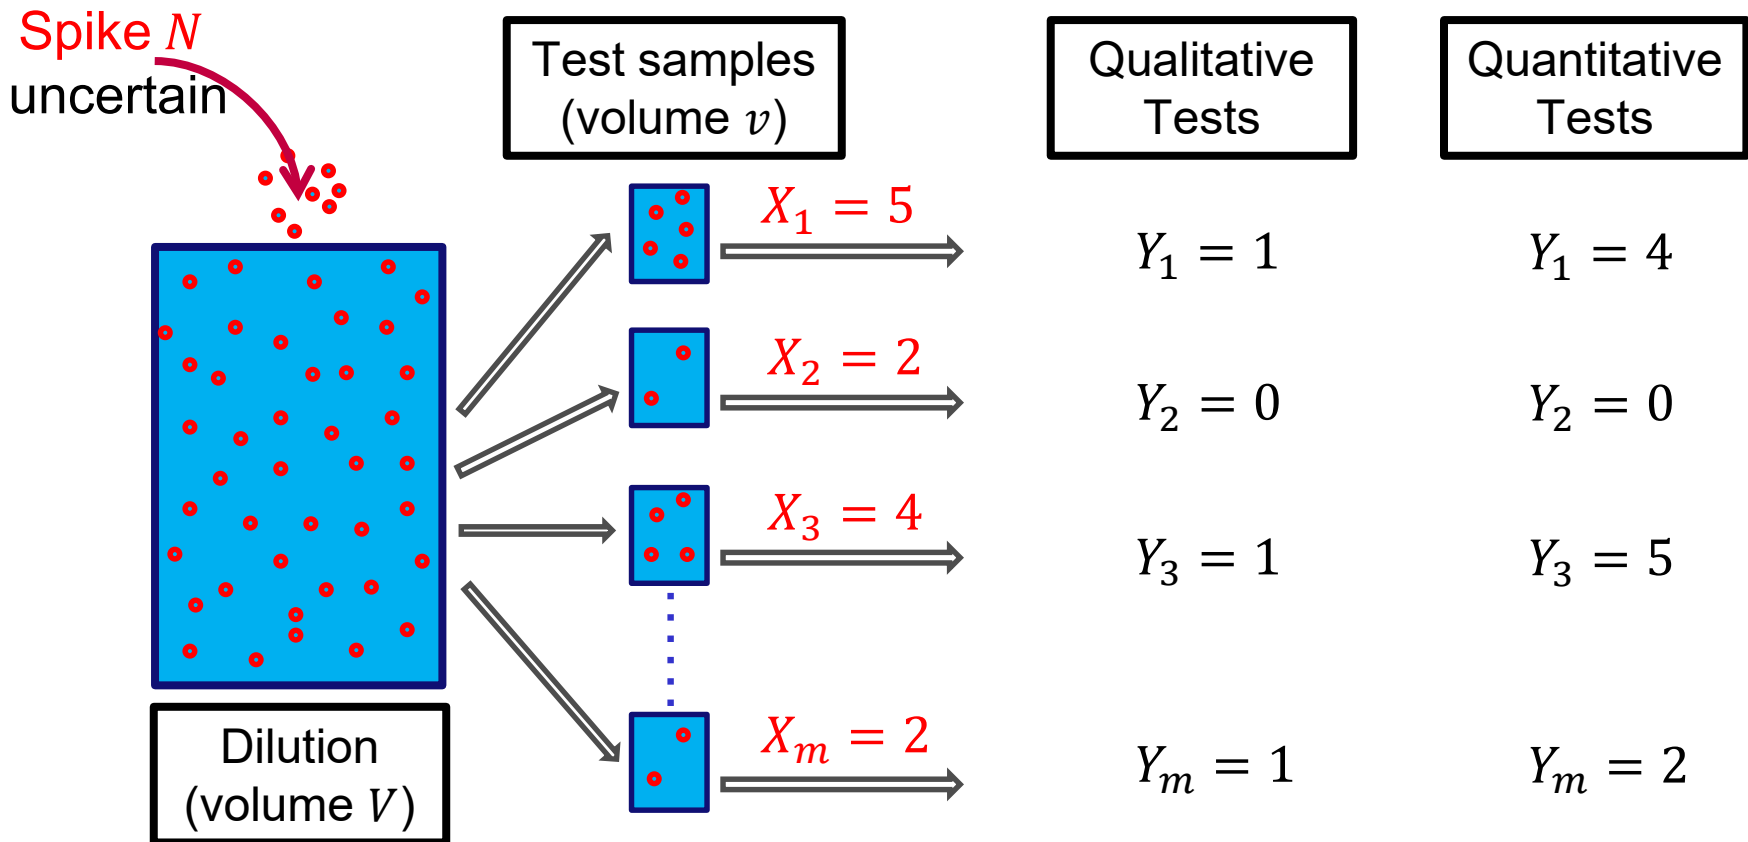 Spike N
uncertain
Test samples
(volume v)
Qualitative
Tests
Quantitative
Tests
X₁ = 5
Y₁ = 1
Y₁ = 4
X₂ = 2
Y₂ = 0
Y₂ = 0
X₃ = 4
Y₃ = 1
Y₃ = 5
Xₘ = 2
Yₘ = 1
Yₘ = 2
Dilution
(volume V)